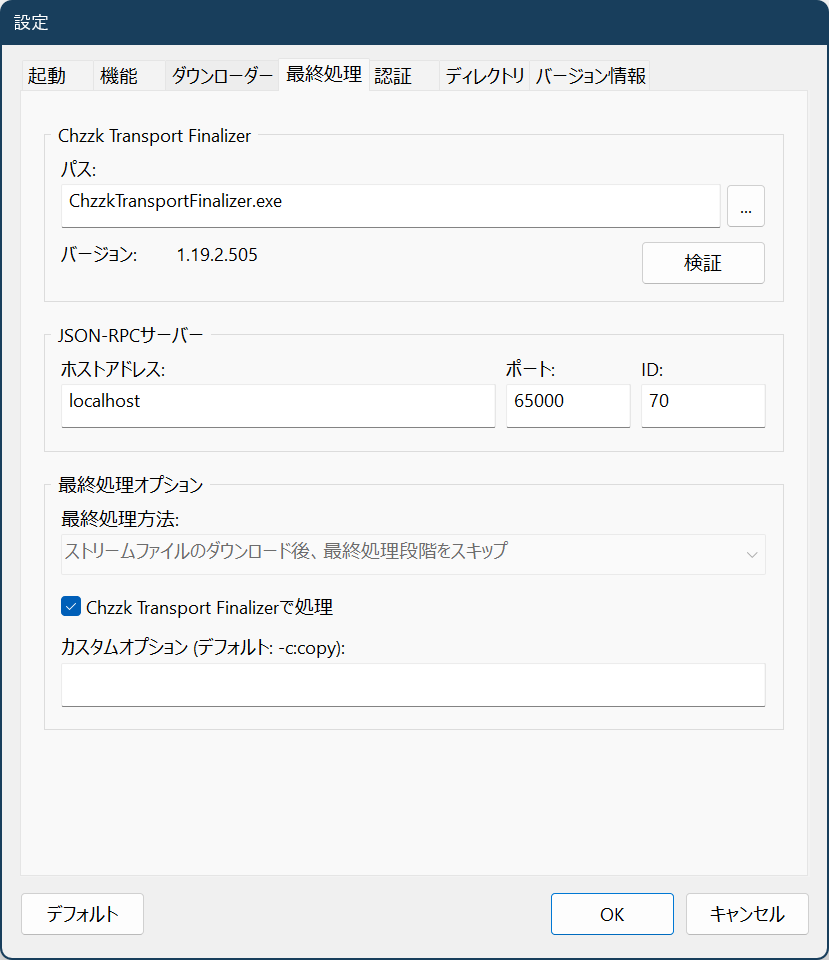 設定
起動 機能 ダウンローダー 最終処理 認証 ディレクトリ バージョン情報
Chzzk Transport Finalizer
パス:
ChzzkTransportFinalizer.exe ...
バージョン: 1.19.2.505 検証
JSON-RPCサーバー
ホストアドレス: ポート: ID:
localhost 65000 70
最終処理オプション
最終処理方法:
ストリームファイルのダウンロード後、最終処理段階をスキップ
Chzzk Transport Finalizerで処理
カスタムオプション (デフォルト: -c:copy):
デフォルト OK キャンセル